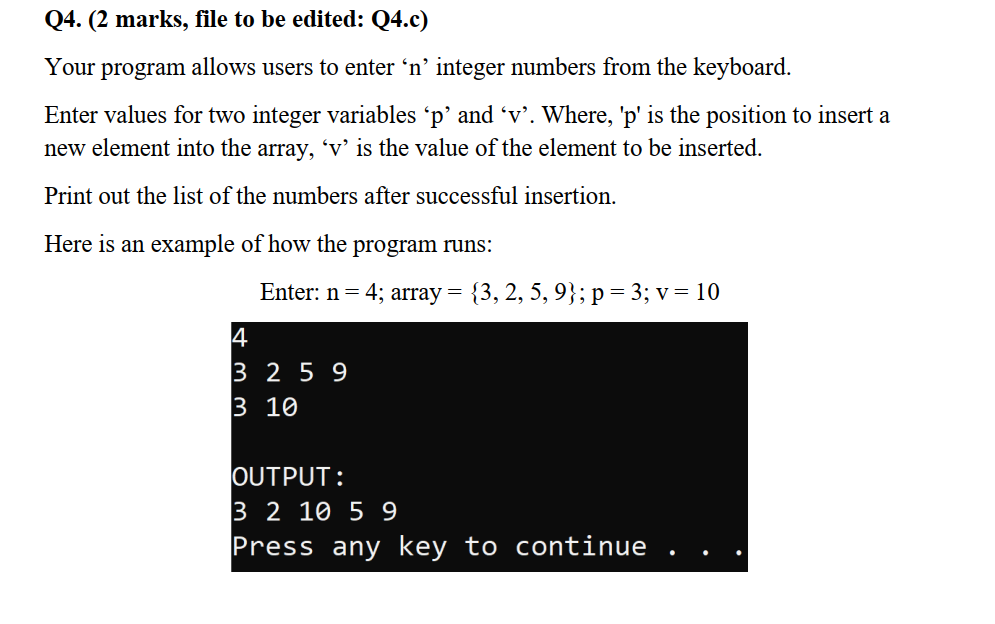 Q4. (2 marks, file to be edited: Q4.c)
Your program allows users to enter ‘n’ integer numbers from the keyboard.
Enter values for two integer variables ‘p’ and ‘v’. Where, 'p' is the position to insert a
new element into the array, ‘v’ is the value of the element to be inserted.
Print out the list of the numbers after successful insertion.
Here is an example of how the program runs:
Enter: n = 4; array = {3, 2, 5, 9}; p = 3; v = 10
4
3 2 5 9
3 10
OUTPUT:
3 2 10 5 9
Press any key to continue . . .